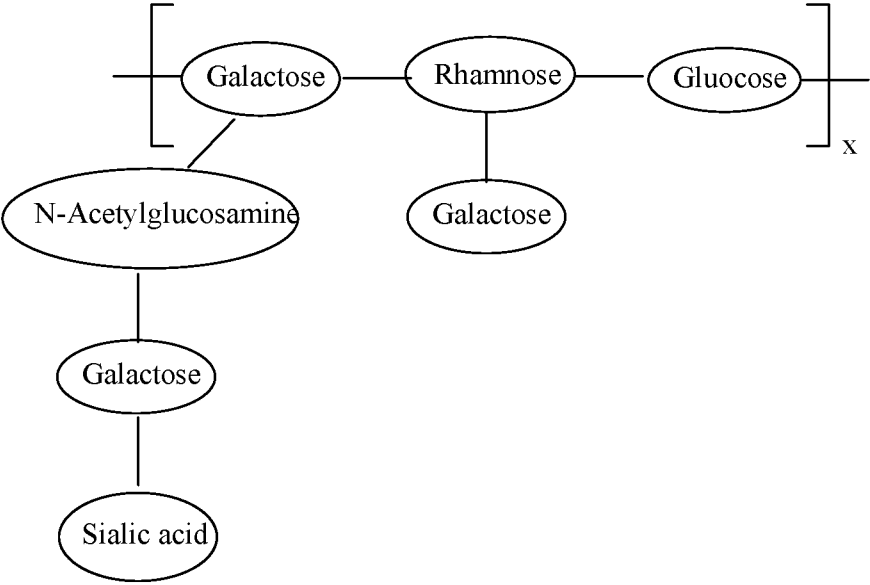 Galactose
Rhamnose
Gluocose
x
N-Acetylglucosamine
Galactose
Galactose
Sialic acid